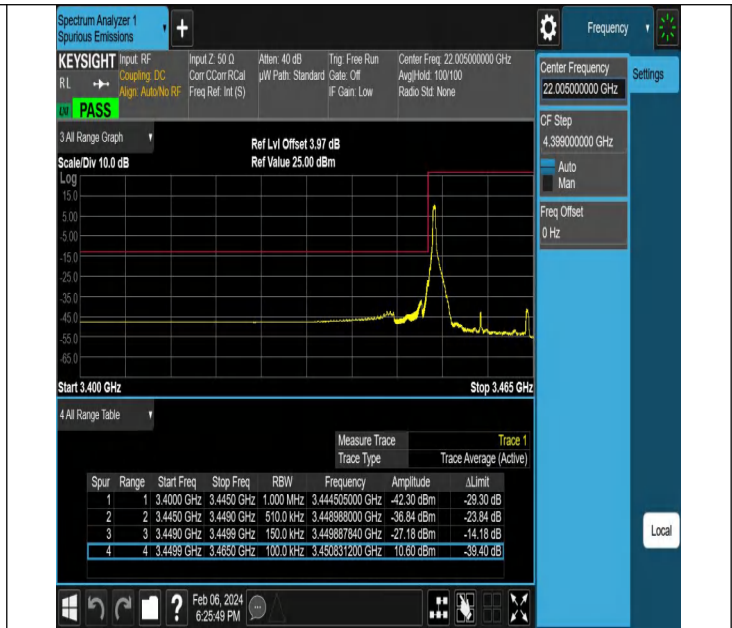 Spectrum Analyzer 1
Spurious Emissions
Frequency
KEYSIGHT
RL
PASS
Input: RF
Coupling: DC
Align: Auto/No RF
Input Z: 50 Ω
Corr CCorr RCal
Freq Ref: Int (S)
Atten: 40 dB
µW Path: Standard
Trig: Free Run
Gate: Off
IF Gain: Low
Center Freq: 22.005000000 GHz
Avg|Hold: 100/100
Radio Std: None
Center Frequency
22.005000000 GHz
Settings
CF Step
4.399000000 GHz
Auto
Man
Freq Offset
0 Hz
3 All Range Graph
Scale/Div 10.0 dB
Ref Lvl Offset 3.97 dB
Ref Value 25.00 dBm
Log
15.0
5.00
-5.00
-15.0
-25.0
-35.0
-45.0
-55.0
-65.0
Start 3.400 GHz
Stop 3.465 GHz
4 All Range Table
Measure Trace Trace 1
Trace Type Trace Average (Active)
Spur Range Start Freq Stop Freq RBW Frequency Amplitude ΔLimit
1 1 3.4000 GHz 3.4450 GHz 1.000 MHz 3.444505000 GHz -42.30 dBm -29.30 dB
2 2 3.4450 GHz 3.4490 GHz 510.0 kHz 3.448988000 GHz -36.84 dBm -23.84 dB
3 3 3.4490 GHz 3.4499 GHz 150.0 kHz 3.449887840 GHz -27.18 dBm -14.18 dB
4 4 3.4499 GHz 3.4650 GHz 100.0 kHz 3.450831200 GHz 10.60 dBm -39.40 dB
Local
Feb 06, 2024
6:25:49 PM